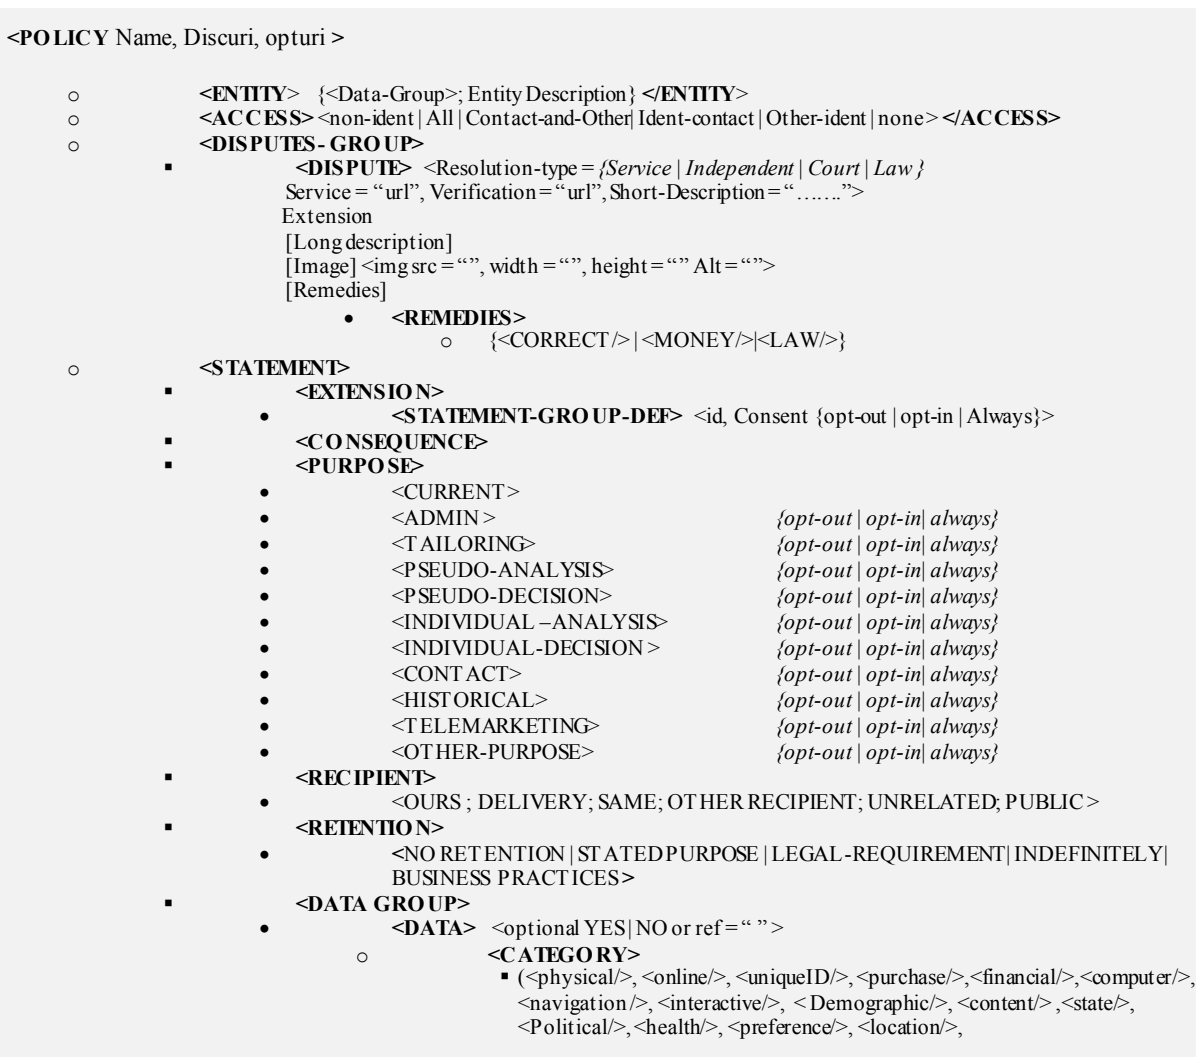 <POLICY Name, Discuri, opturi >
○ <ENTITY> {<Data-Group>; Entity Description} </ENTITY>
○ <ACCESS> <non-ident | All | Contact-and-Other| Ident-contact | Other-ident | none> </ACCESS>
○ <DISPUTES- GROUP>
▪ <DISPUTE> <Resolution-type = {Service | Independent | Court | Law }
Service = “url”, Verification = “url”, Short-Description = “…….”>
Extension
[Long description]
[Image] <img src = “”, width = “”, height = “” Alt = “”>
[Remedies]
• <REMEDIES>
○ {<CORRECT/> | <MONEY/>|<LAW/>}
○ <STATEMENT>
▪ <EXTENSION>
• <STATEMENT-GROUP-DEF> <id, Consent {opt-out | opt-in | Always}>
▪ <CONSEQUENCE>
▪ <PURPOSE>
• <CURRENT>
• <ADMIN > {opt-out | opt-in| always}
• <TAILORING> {opt-out | opt-in| always}
• <PSEUDO-ANALYSIS> {opt-out | opt-in| always}
• <PSEUDO-DECISION> {opt-out | opt-in| always}
• <INDIVIDUAL –ANALYSIS> {opt-out | opt-in| always}
• <INDIVIDUAL-DECISION > {opt-out | opt-in| always}
• <CONTACT> {opt-out | opt-in| always}
• <HISTORICAL> {opt-out | opt-in| always}
• <TELEMARKETING> {opt-out | opt-in| always}
• <OTHER-PURPOSE> {opt-out | opt-in| always}
▪ <RECIPIENT>
• <OURS ; DELIVERY; SAME; OTHER RECIPIENT; UNRELATED; PUBLIC >
▪ <RETENTION>
• <NO RETENTION | STATED PURPOSE | LEGAL-REQUIREMENT| INDEFINITELY|
BUSINESS PRACTICES>
▪ <DATA GROUP>
• <DATA> <optional YES| NO or ref = “ ” >
○ <CATEGORY>
▪ (<physical/>, <online/>, <uniqueID/>, <purchase/>,<financial/>,<computer/>,
<navigation />, <interactive/>, < Demographic/>, <content/> ,<state/>,
<Political/>, <health/>, <preference/>, <location/>,